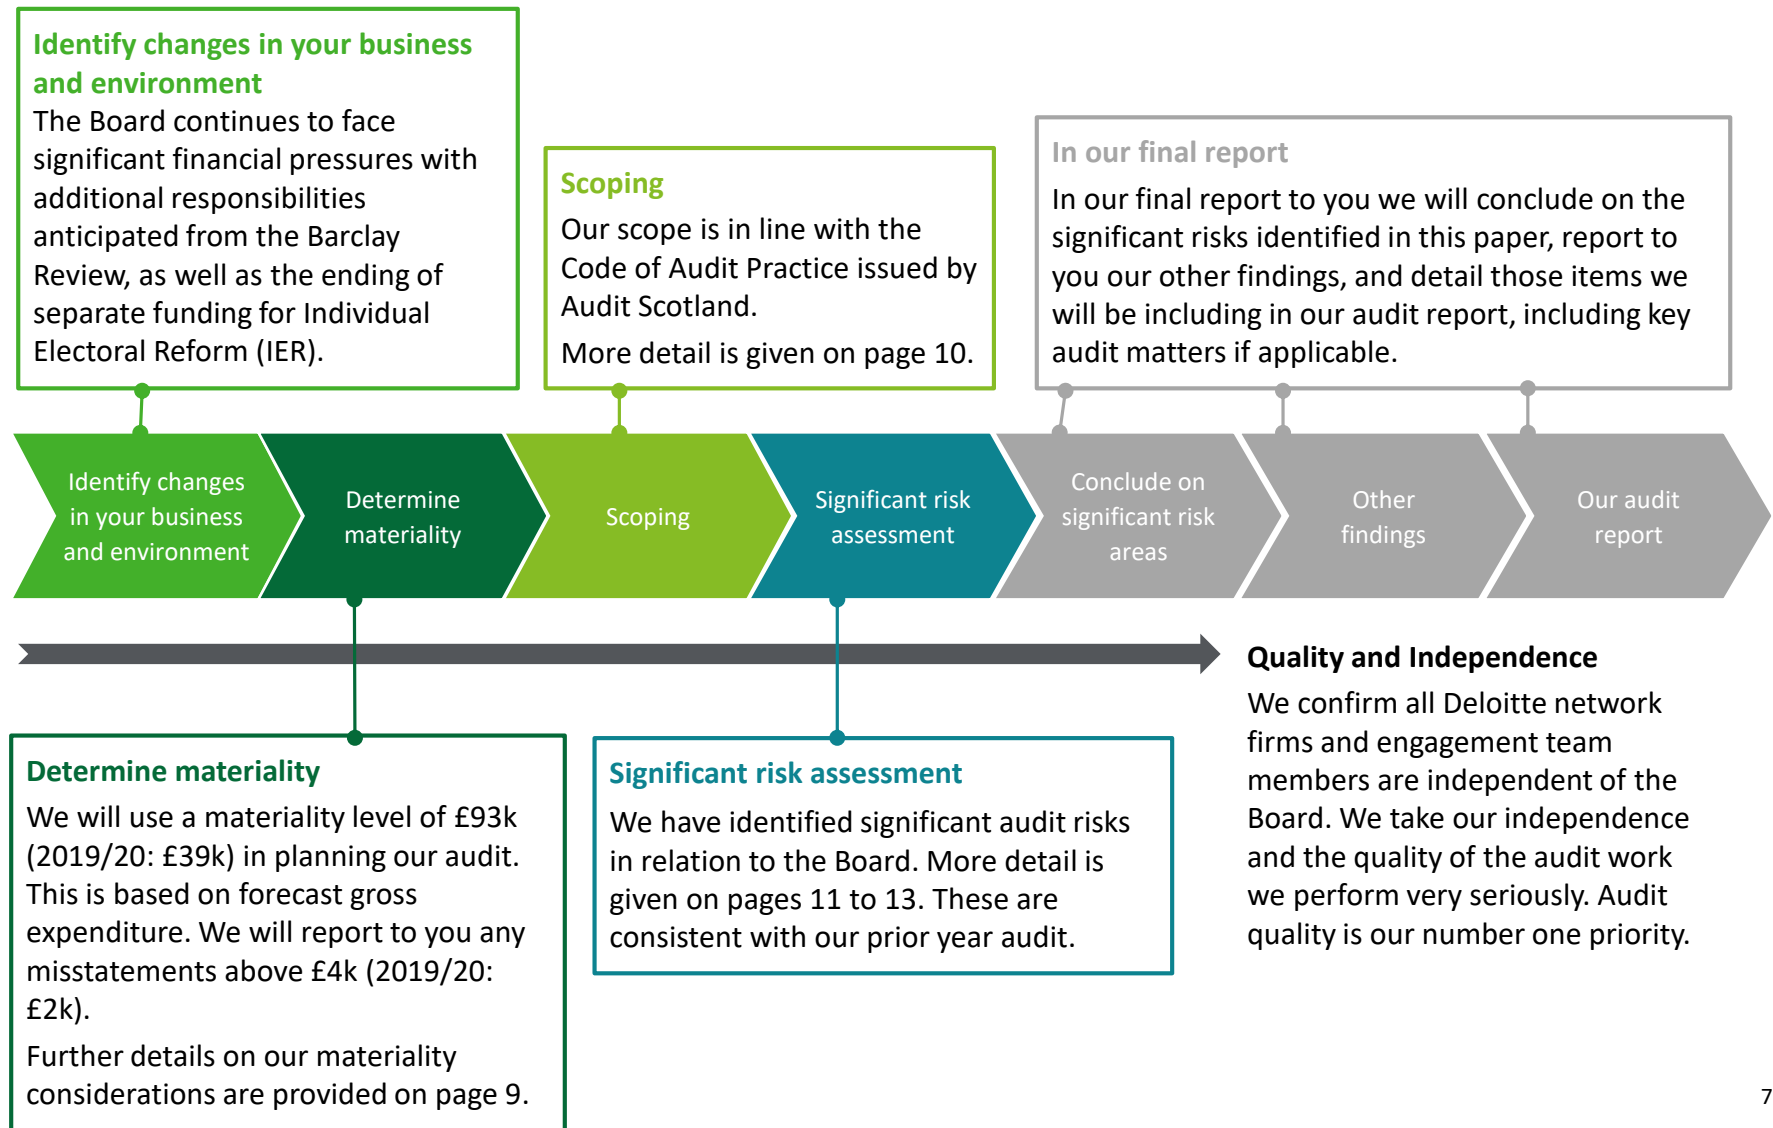 Identify changes in your business
and environment
The Board continues to face
significant financial pressures with
additional responsibilities
anticipated from the Barclay
Review, as well as the ending of
separate funding for Individual
Electoral Reform (IER).
Scoping
Our scope is in line with the
Code of Audit Practice issued by
Audit Scotland.
More detail is given on page 10.
In our final report
In our final report to you we will conclude on the
significant risks identified in this paper, report to
you our other findings, and detail those items we
will be including in our audit report, including key
audit matters if applicable.
Identify changes
in your business
and environment
Determine
materiality
Scoping
Significant risk
assessment
Conclude on
significant risk
areas
Other
findings
Our audit
report
Determine materiality
We will use a materiality level of £93k
(2019/20: £39k) in planning our audit.
This is based on forecast gross
expenditure. We will report to you any
misstatements above £4k (2019/20:
£2k).
Further details on our materiality
considerations are provided on page 9.
Significant risk assessment
We have identified significant audit risks
in relation to the Board. More detail is
given on pages 11 to 13. These are
consistent with our prior year audit.
Quality and Independence
We confirm all Deloitte network
firms and engagement team
members are independent of the
Board. We take our independence
and the quality of the audit work
we perform very seriously. Audit
quality is our number one priority.
7